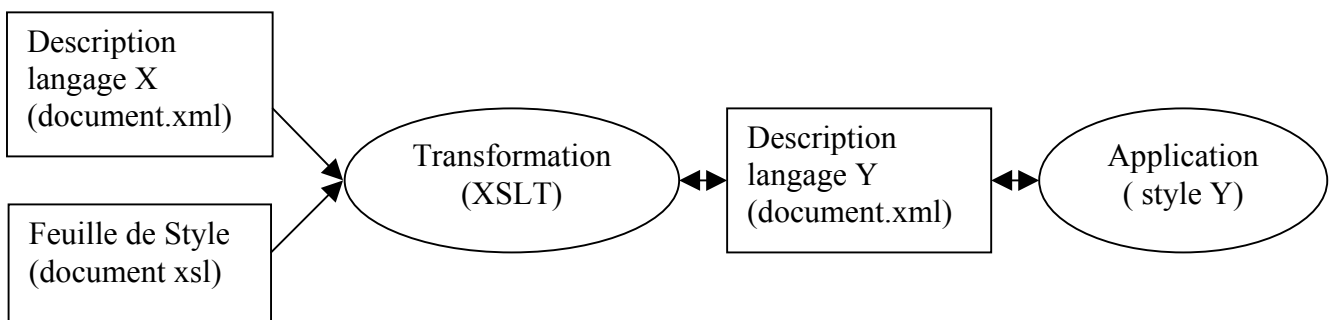 Description
langage X
(document.xml)
Feuille de Style
(document xsl)
Transformation
(XSLT)
Description
langage Y
(document.xml)
Application
( style Y)